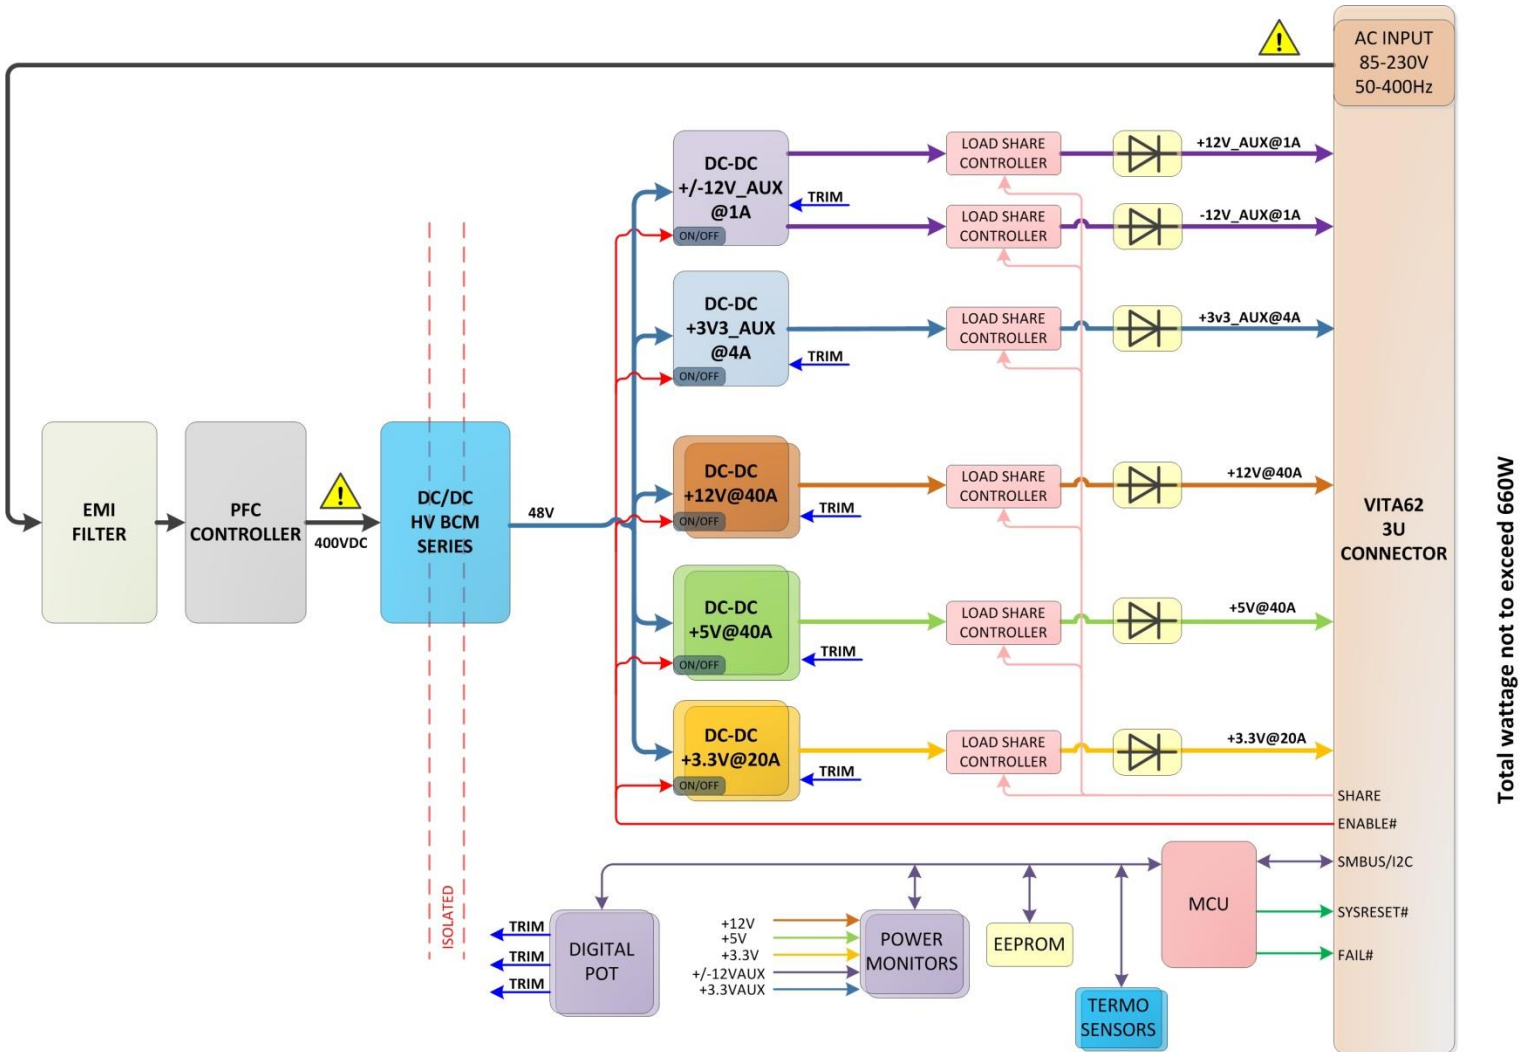 AC INPUT
85-230V
50-400Hz
DC-DC
+/-12V_AUX
@1A
ON/OFF
TRIM
LOAD SHARE
CONTROLLER
+12V_AUX@1A
LOAD SHARE
CONTROLLER
-12V_AUX@1A
DC-DC
+3V3_AUX
@4A
ON/OFF
TRIM
LOAD SHARE
CONTROLLER
+3v3_AUX@4A
EMI
FILTER
PFC
CONTROLLER
400VDC
DC/DC
HV BCM
SERIES
48V
DC-DC
+12V@40A
ON/OFF
TRIM
LOAD SHARE
CONTROLLER
+12V@40A
VITA62
3U
CONNECTOR
Total wattage not to exceed 660W
DC-DC
+5V@40A
ON/OFF
TRIM
LOAD SHARE
CONTROLLER
+5V@40A
DC-DC
+3.3V@20A
ON/OFF
TRIM
LOAD SHARE
CONTROLLER
+3.3V@20A
SHARE
ENABLE#
SMBUS/I2C
SYSRESET#
FAIL#
MCU
ISOLATED
TRIM
TRIM
TRIM
DIGITAL
POT
+12V
+5V
+3.3V
+/-12VAUX
+3.3VAUX
POWER
MONITORS
EEPROM
TERMO
SENSORS